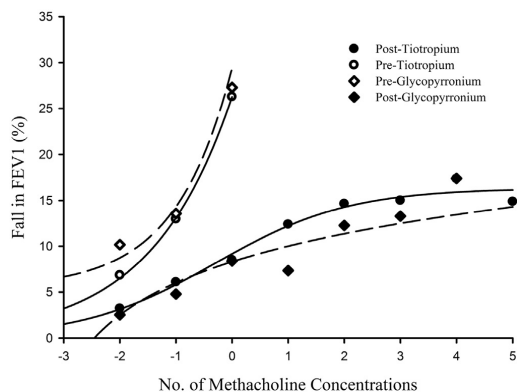 35
30
25
20
15
10
5
0
Fall in FEV1 (%)
Post-Tiotropium
Pre-Tiotropium
Pre-Glycopyrronium
Post-Glycopyrronium
-3 -2 -1 0 1 2 3 4 5
No. of Methacholine Concentrations